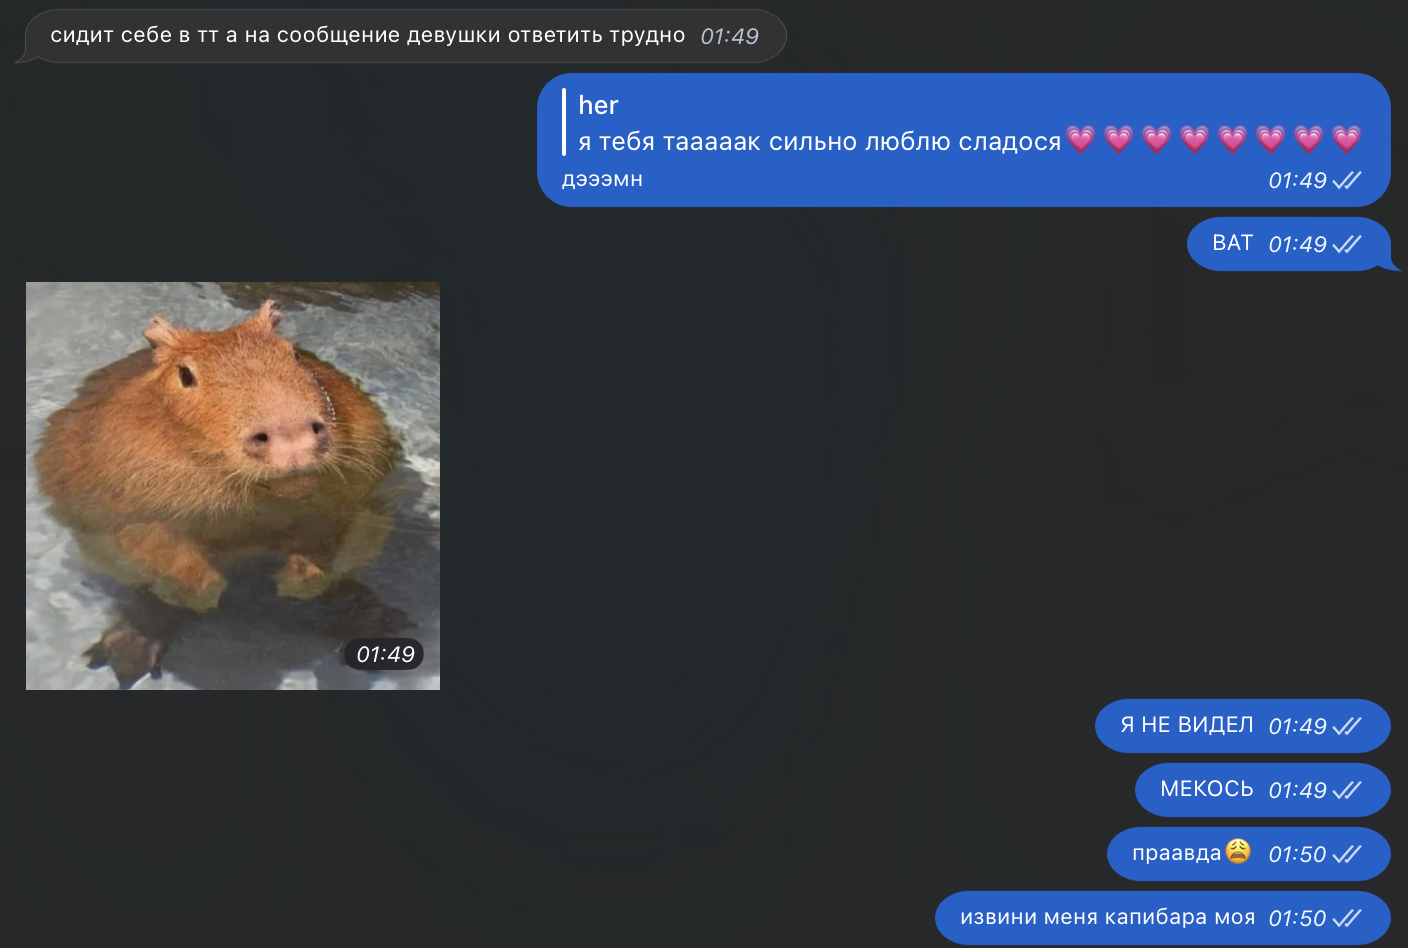 сидит себе в тт а на сообщение девушки ответить трудно 01:49
her
я тебя тааааак сильно люблю сладося💗💗💗💗💗💗💗💗
дэээмн 01:49
ВАТ 01:49
01:49
Я НЕ ВИДЕЛ 01:49
МЕКОСЬ 01:49
праавда😩 01:50
извини меня капибара моя 01:50